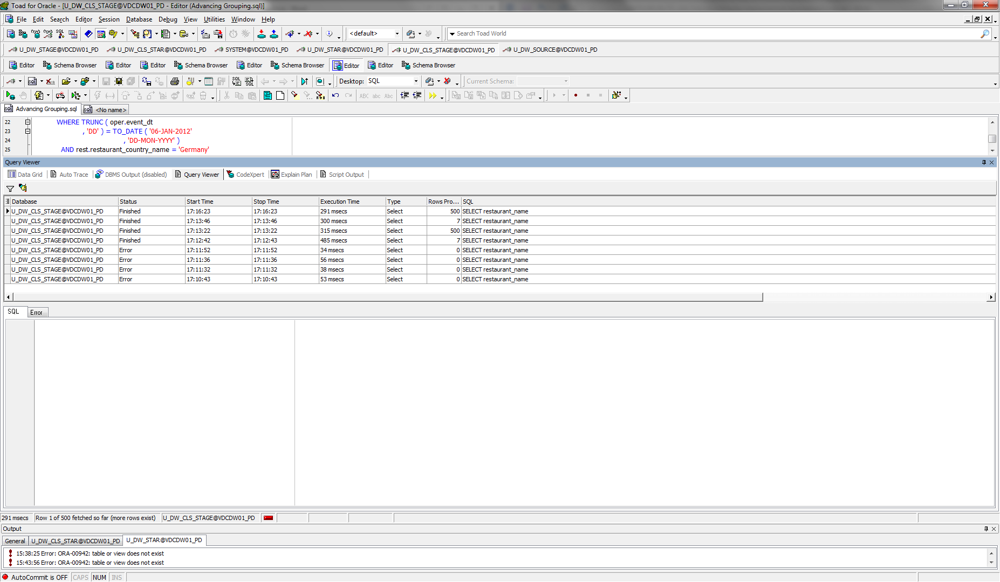 Toad for Oracle - [U_DW_CLS_STAGE@VDCDW01_PD - Editor (Advancing Grouping.sql)]
File Edit Search Editor Session Database Debug View Utilities Window Help
<default> Search Toad World
U_DW_STAGE@VDCDW01_PD U_DW_CLS_STAR@VDCDW01_PD SYSTEM@VDCDW01_PD U_DW_STAR@VDCDW01_PD U_DW_CLS_STAGE@VDCDW01_PD U_DW_SOURCE@VDCDW01_PD
Editor Schema Browser Editor Editor Schema Browser Editor Schema Browser Editor Editor Schema Browser
Desktop: SQL Current Schema:
ABC abc Abc
Advancing Grouping.sql <No name>
22 WHERE TRUNC ( oper.event_dt
23 , 'DD' ) = TO_DATE ( '06-JAN-2012'
24 , 'DD-MON-YYYY' )
25 AND rest.restaurant_country_name = 'Germany'
Query Viewer
Data Grid Auto Trace DBMS Output (disabled) Query Viewer CodeXpert Explain Plan Script Output
Database Status Start Time Stop Time Execution Time Type Rows Pro... SQL
U_DW_CLS_STAGE@VDCDW01_PD Finished 17:16:23 17:16:23 291 msecs Select 500 SELECT restaurant_name
U_DW_CLS_STAGE@VDCDW01_PD Finished 17:13:46 17:13:46 300 msecs Select 7 SELECT restaurant_name
U_DW_CLS_STAGE@VDCDW01_PD Finished 17:13:22 17:13:22 315 msecs Select 500 SELECT restaurant_name
U_DW_CLS_STAGE@VDCDW01_PD Finished 17:12:42 17:12:43 485 msecs Select 7 SELECT restaurant_name
U_DW_CLS_STAGE@VDCDW01_PD Error 17:11:52 17:11:52 34 msecs Select 0 SELECT restaurant_name
U_DW_CLS_STAGE@VDCDW01_PD Error 17:11:36 17:11:36 56 msecs Select 0 SELECT restaurant_name
U_DW_CLS_STAGE@VDCDW01_PD Error 17:11:32 17:11:32 38 msecs Select 0 SELECT restaurant_name
U_DW_CLS_STAGE@VDCDW01_PD Error 17:10:43 17:10:43 53 msecs Select 0 SELECT restaurant_name
SQL Error
291 msecs Row 1 of 500 fetched so far (more rows exist) U_DW_CLS_STAGE@VDCDW01_PD
Output
General U_DW_CLS_STAR@VDCDW01_PD U_DW_STAR@VDCDW01_PD
15:38:25 Error: ORA-00942: table or view does not exist
15:43:56 Error: ORA-00942: table or view does not exist
AutoCommit is OFF CAPS NUM INS